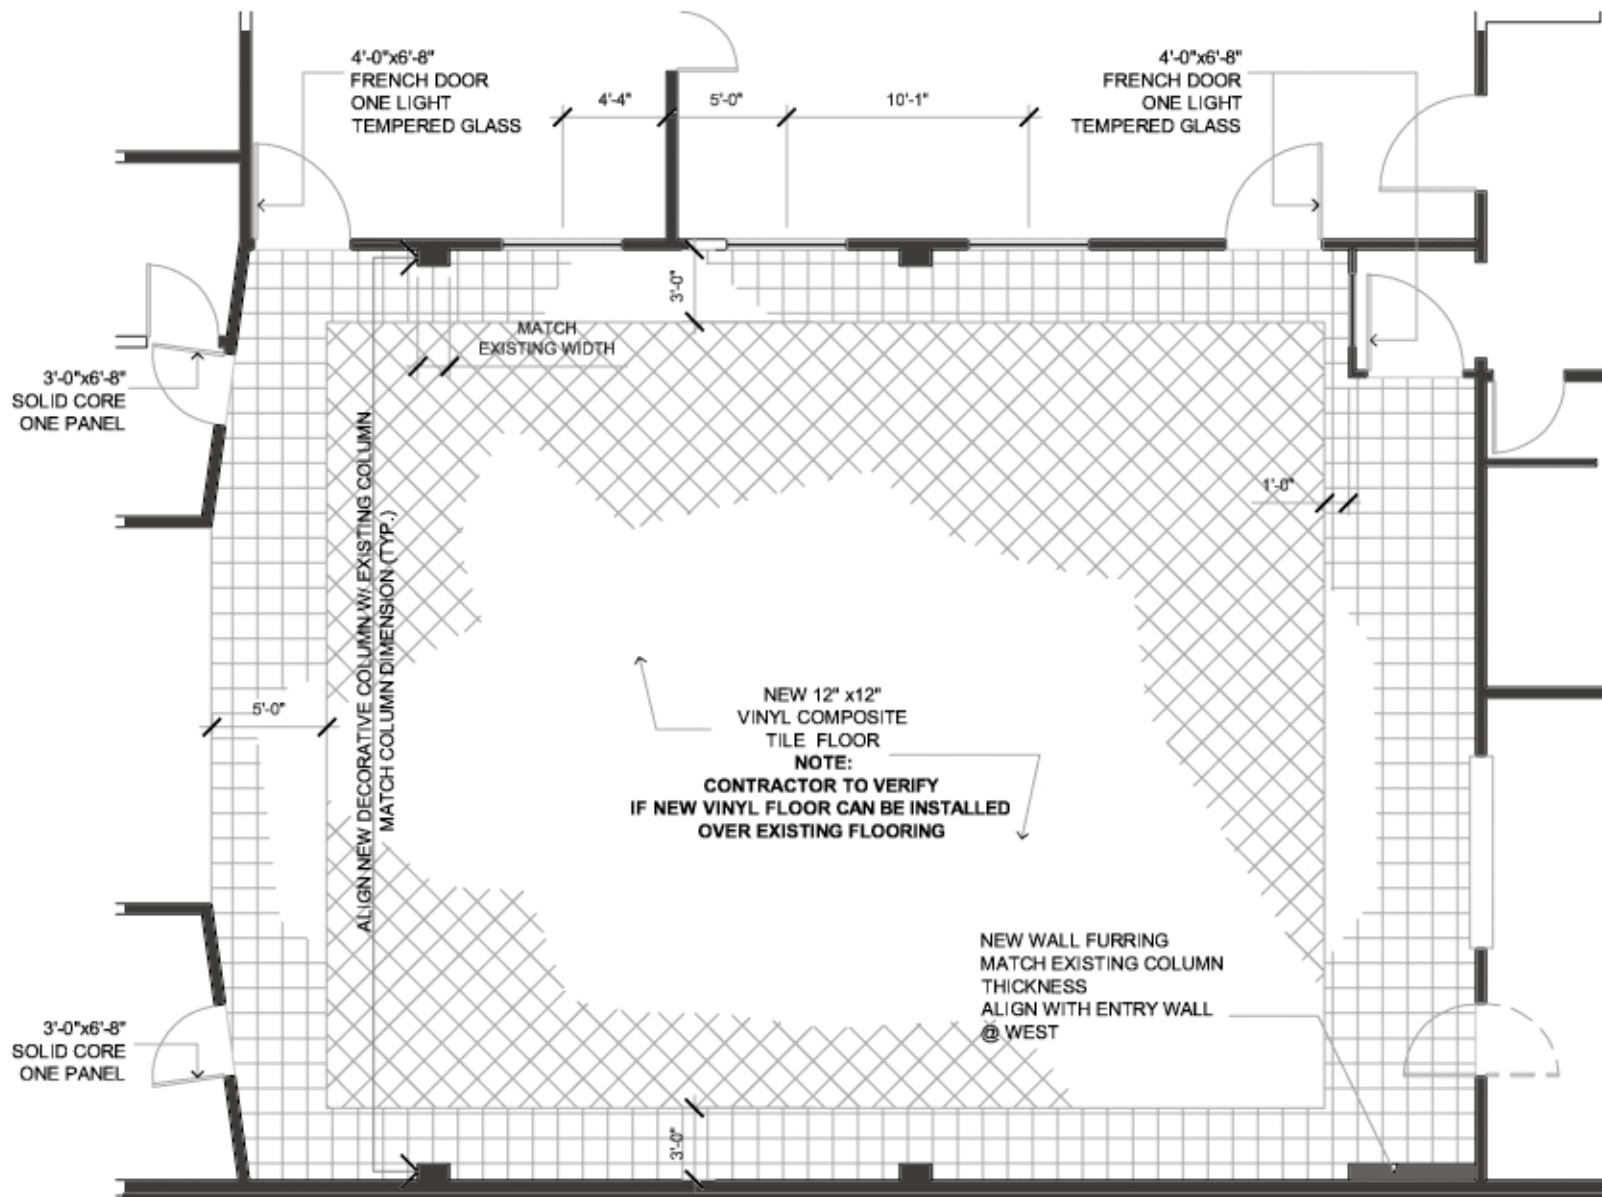 4'-0"x6'-8"
FRENCH DOOR
ONE LIGHT
TEMPERED GLASS
4'-4"
5'-0"
10'-1"
4'-0"x6'-8"
FRENCH DOOR
ONE LIGHT
TEMPERED GLASS
3'-0"
MATCH
EXISTING WIDTH
3'-0"x6'-8"
SOLID CORE
ONE PANEL
ALIGN NEW DECORATIVE COLUMN W/ EXISTING COLUMN
MATCH COLUMN DIMENSION (TYP.)
1'-0"
5'-0"
NEW 12" x12"
VINYL COMPOSITE
TILE FLOOR
NOTE:
CONTRACTOR TO VERIFY
IF NEW VINYL FLOOR CAN BE INSTALLED
OVER EXISTING FLOORING
NEW WALL FURRING
MATCH EXISTING COLUMN
THICKNESS
ALIGN WITH ENTRY WALL
@ WEST
3'-0"x6'-8"
SOLID CORE
ONE PANEL
3'-0"